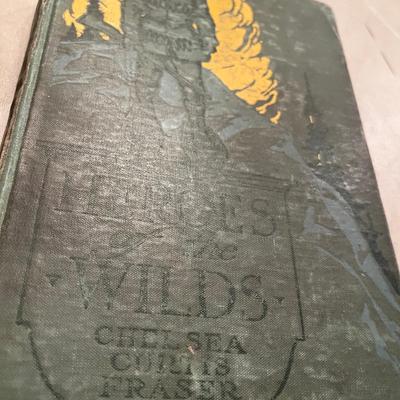 HEROES
of the
WILDS
CHELSEA
CURTIS
FRASER